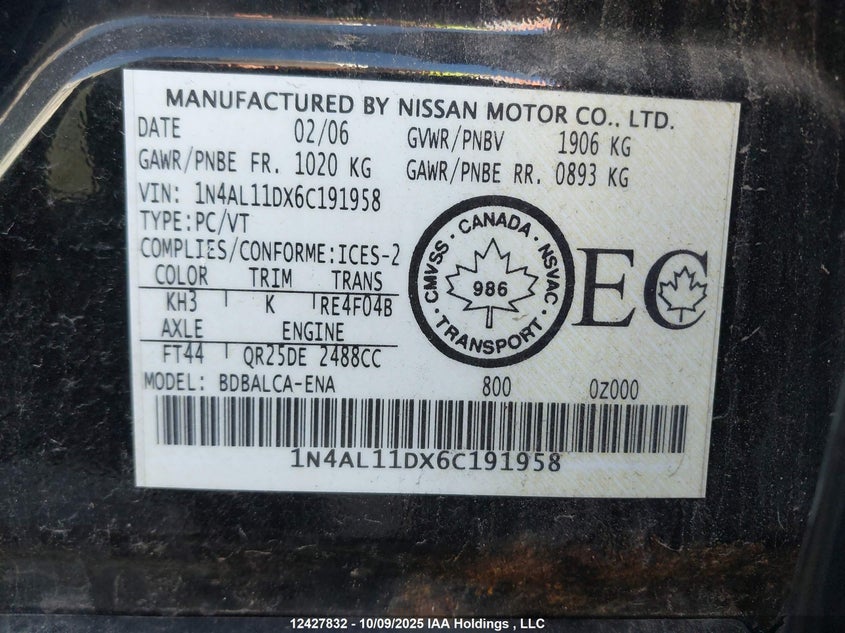 MANUFACTURED BY NISSAN MOTOR CO., LTD.
DATE 02/06 GVWR/PNBV 1906 KG
GAWR/PNBE FR. 1020 KG GAWR/PNBE RR. 0893 KG
VIN: 1N4AL11DX6C191958
TYPE:PC/VT
COMPLIES/CONFORME:ICES-2
COLOR TRIM TRANS
KH3 K RE4F04B
AXLE ENGINE
FT44 QR25DE 2488CC
MODEL: BDBALCA-ENA 800 0Z000
CMVSS · CANADA · NSVAC · TRANSPORT ·
986
EC
1N4AL11DX6C191958
12427832 - 10/09/2025 IAA Holdings , LLC